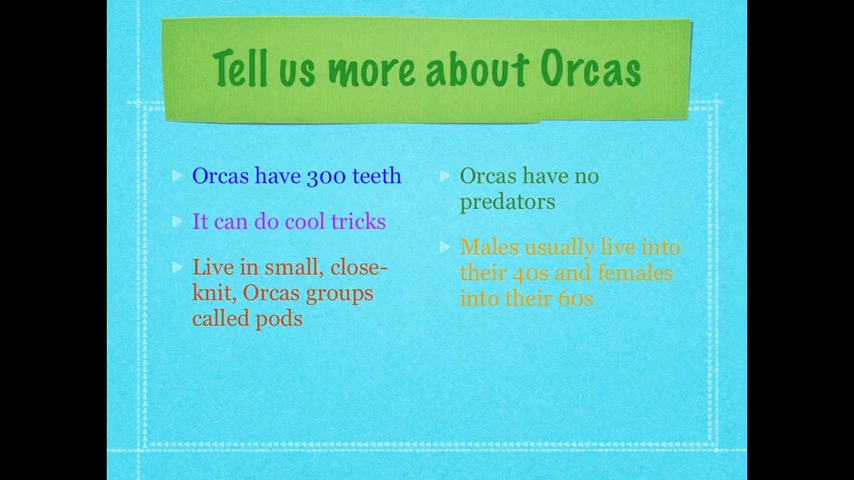 Tell us more about Orcas
Orcas have 300 teeth
It can do cool tricks
Live in small, close-
knit, Orcas groups
called pods
Orcas have no
predators
Males usually live into
their 40s and females
into their 60s